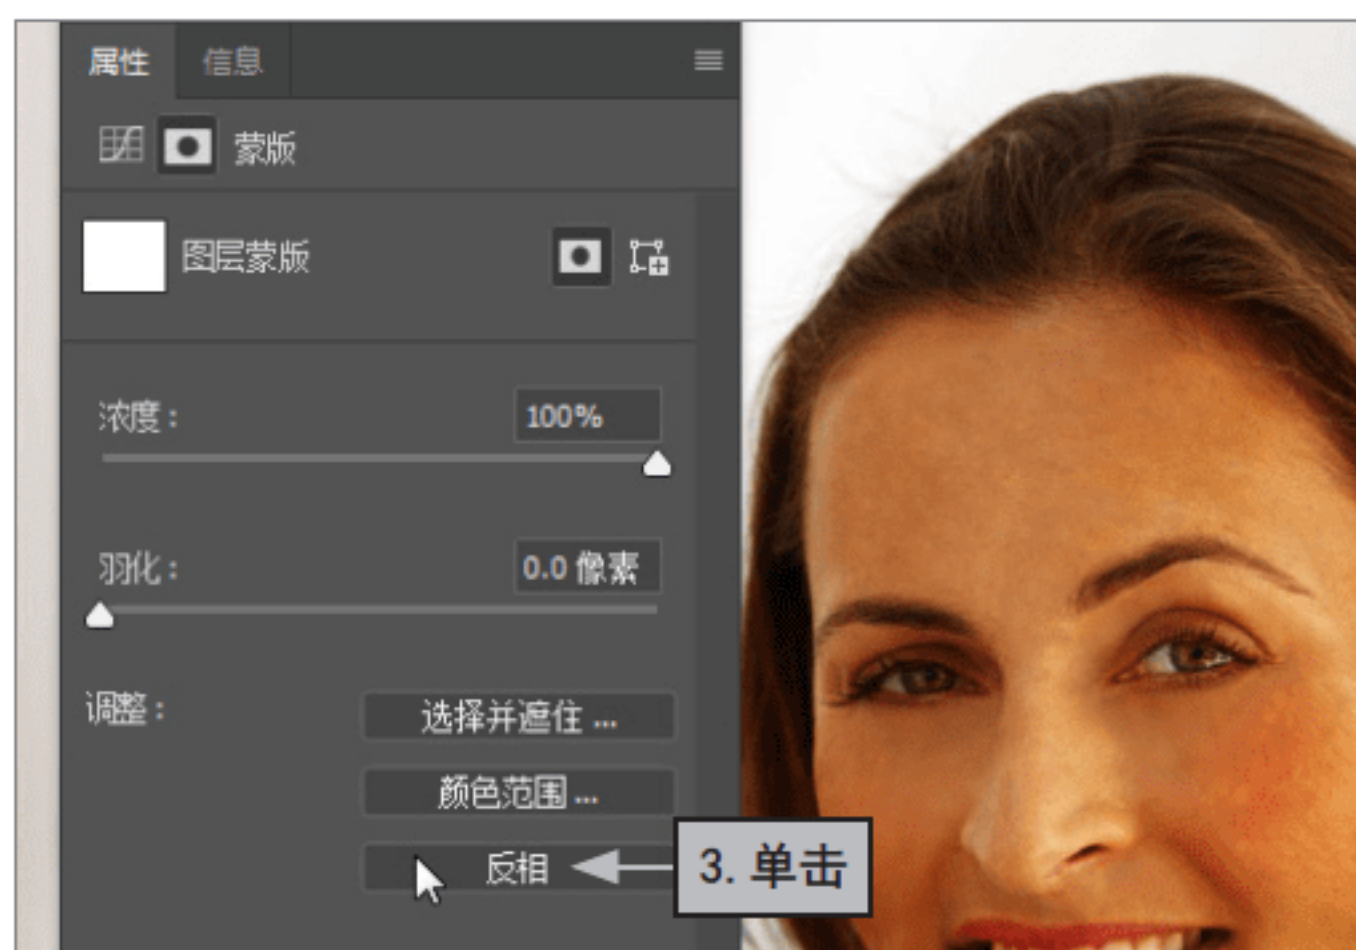 属性 信息
蒙版
图层蒙版
浓度： 100%
羽化： 0.0 像素
调整： 选择并遮住 ...
颜色范围 ...
反相
3. 单击